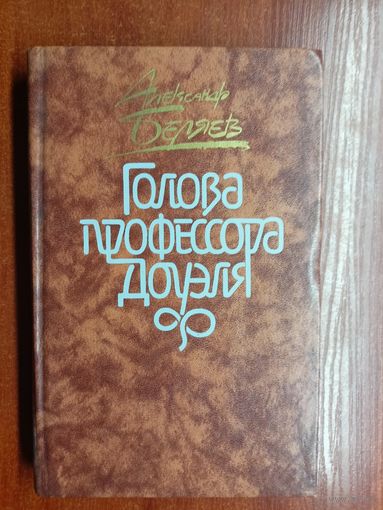 Александр
Беляев
Голова
профессора
Доуэля